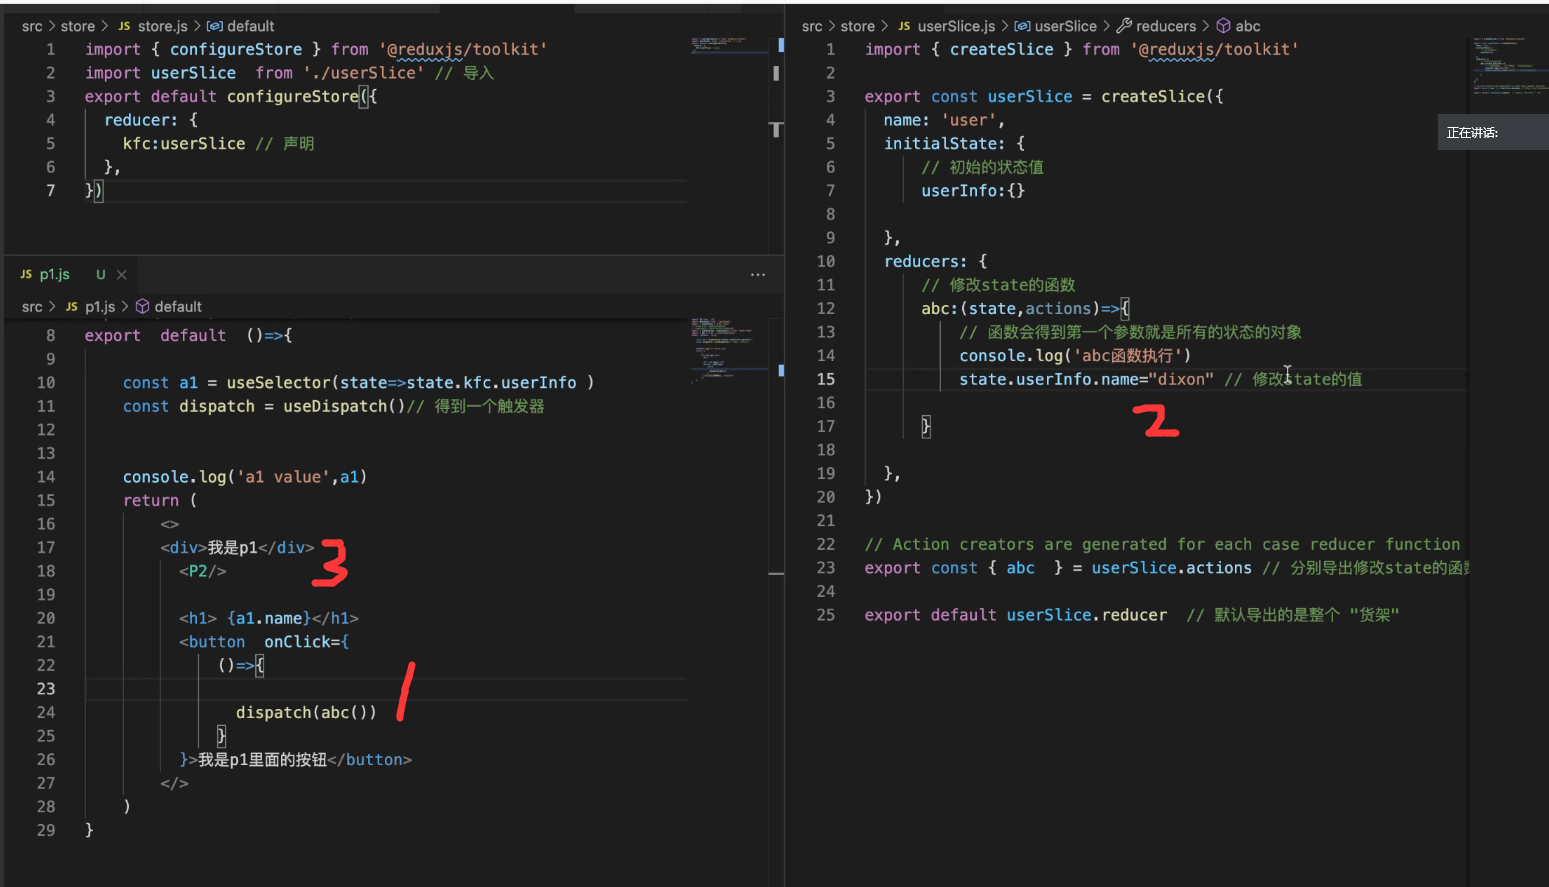 src > store > JS store.js > default
1 import { configureStore } from '@reduxjs/toolkit'
2 import userSlice  from './userSlice' // 导入
3 export default configureStore({
4 reducer: {
5 kfc:userSlice // 声明
6 },
7 })
JS p1.js U ×
src > JS p1.js > default
8 export  default  ()=>{
9
10 const a1 = useSelector(state=>state.kfc.userInfo )
11 const dispatch = useDispatch()// 得到一个触发器
12
13
14 console.log('a1 value',a1)
15 return (
16 <>
17 <div>我是p1</div> 3
18 <P2/>
19
20 <h1> {a1.name}</h1>
21 <button  onClick={
22 ()=>{
23
24 dispatch(abc()) 1
25 }
26 }>我是p1里面的按钮</button>
27 </>
28 )
29 }
src > store > JS userSlice.js > userSlice > reducers > abc
1 import { createSlice } from '@reduxjs/toolkit'
2
3 export const userSlice = createSlice({
4 name: 'user',
5 initialState: {
6 // 初始的状态值
7 userInfo:{}
8
9 },
10 reducers: {
11 // 修改state的函数
12 abc:(state,actions)=>{
13 // 函数会得到第一个参数就是所有的状态的对象
14 console.log('abc函数执行')
15 state.userInfo.name="dixon" // 修改state的值
16
2
17 }
18
19 },
20 })
21
22 // Action creators are generated for each case reducer function
23 export const { abc  } = userSlice.actions // 分别导出修改state的函
24
25 export default userSlice.reducer  // 默认导出的是整个 "货架"
正在讲话: